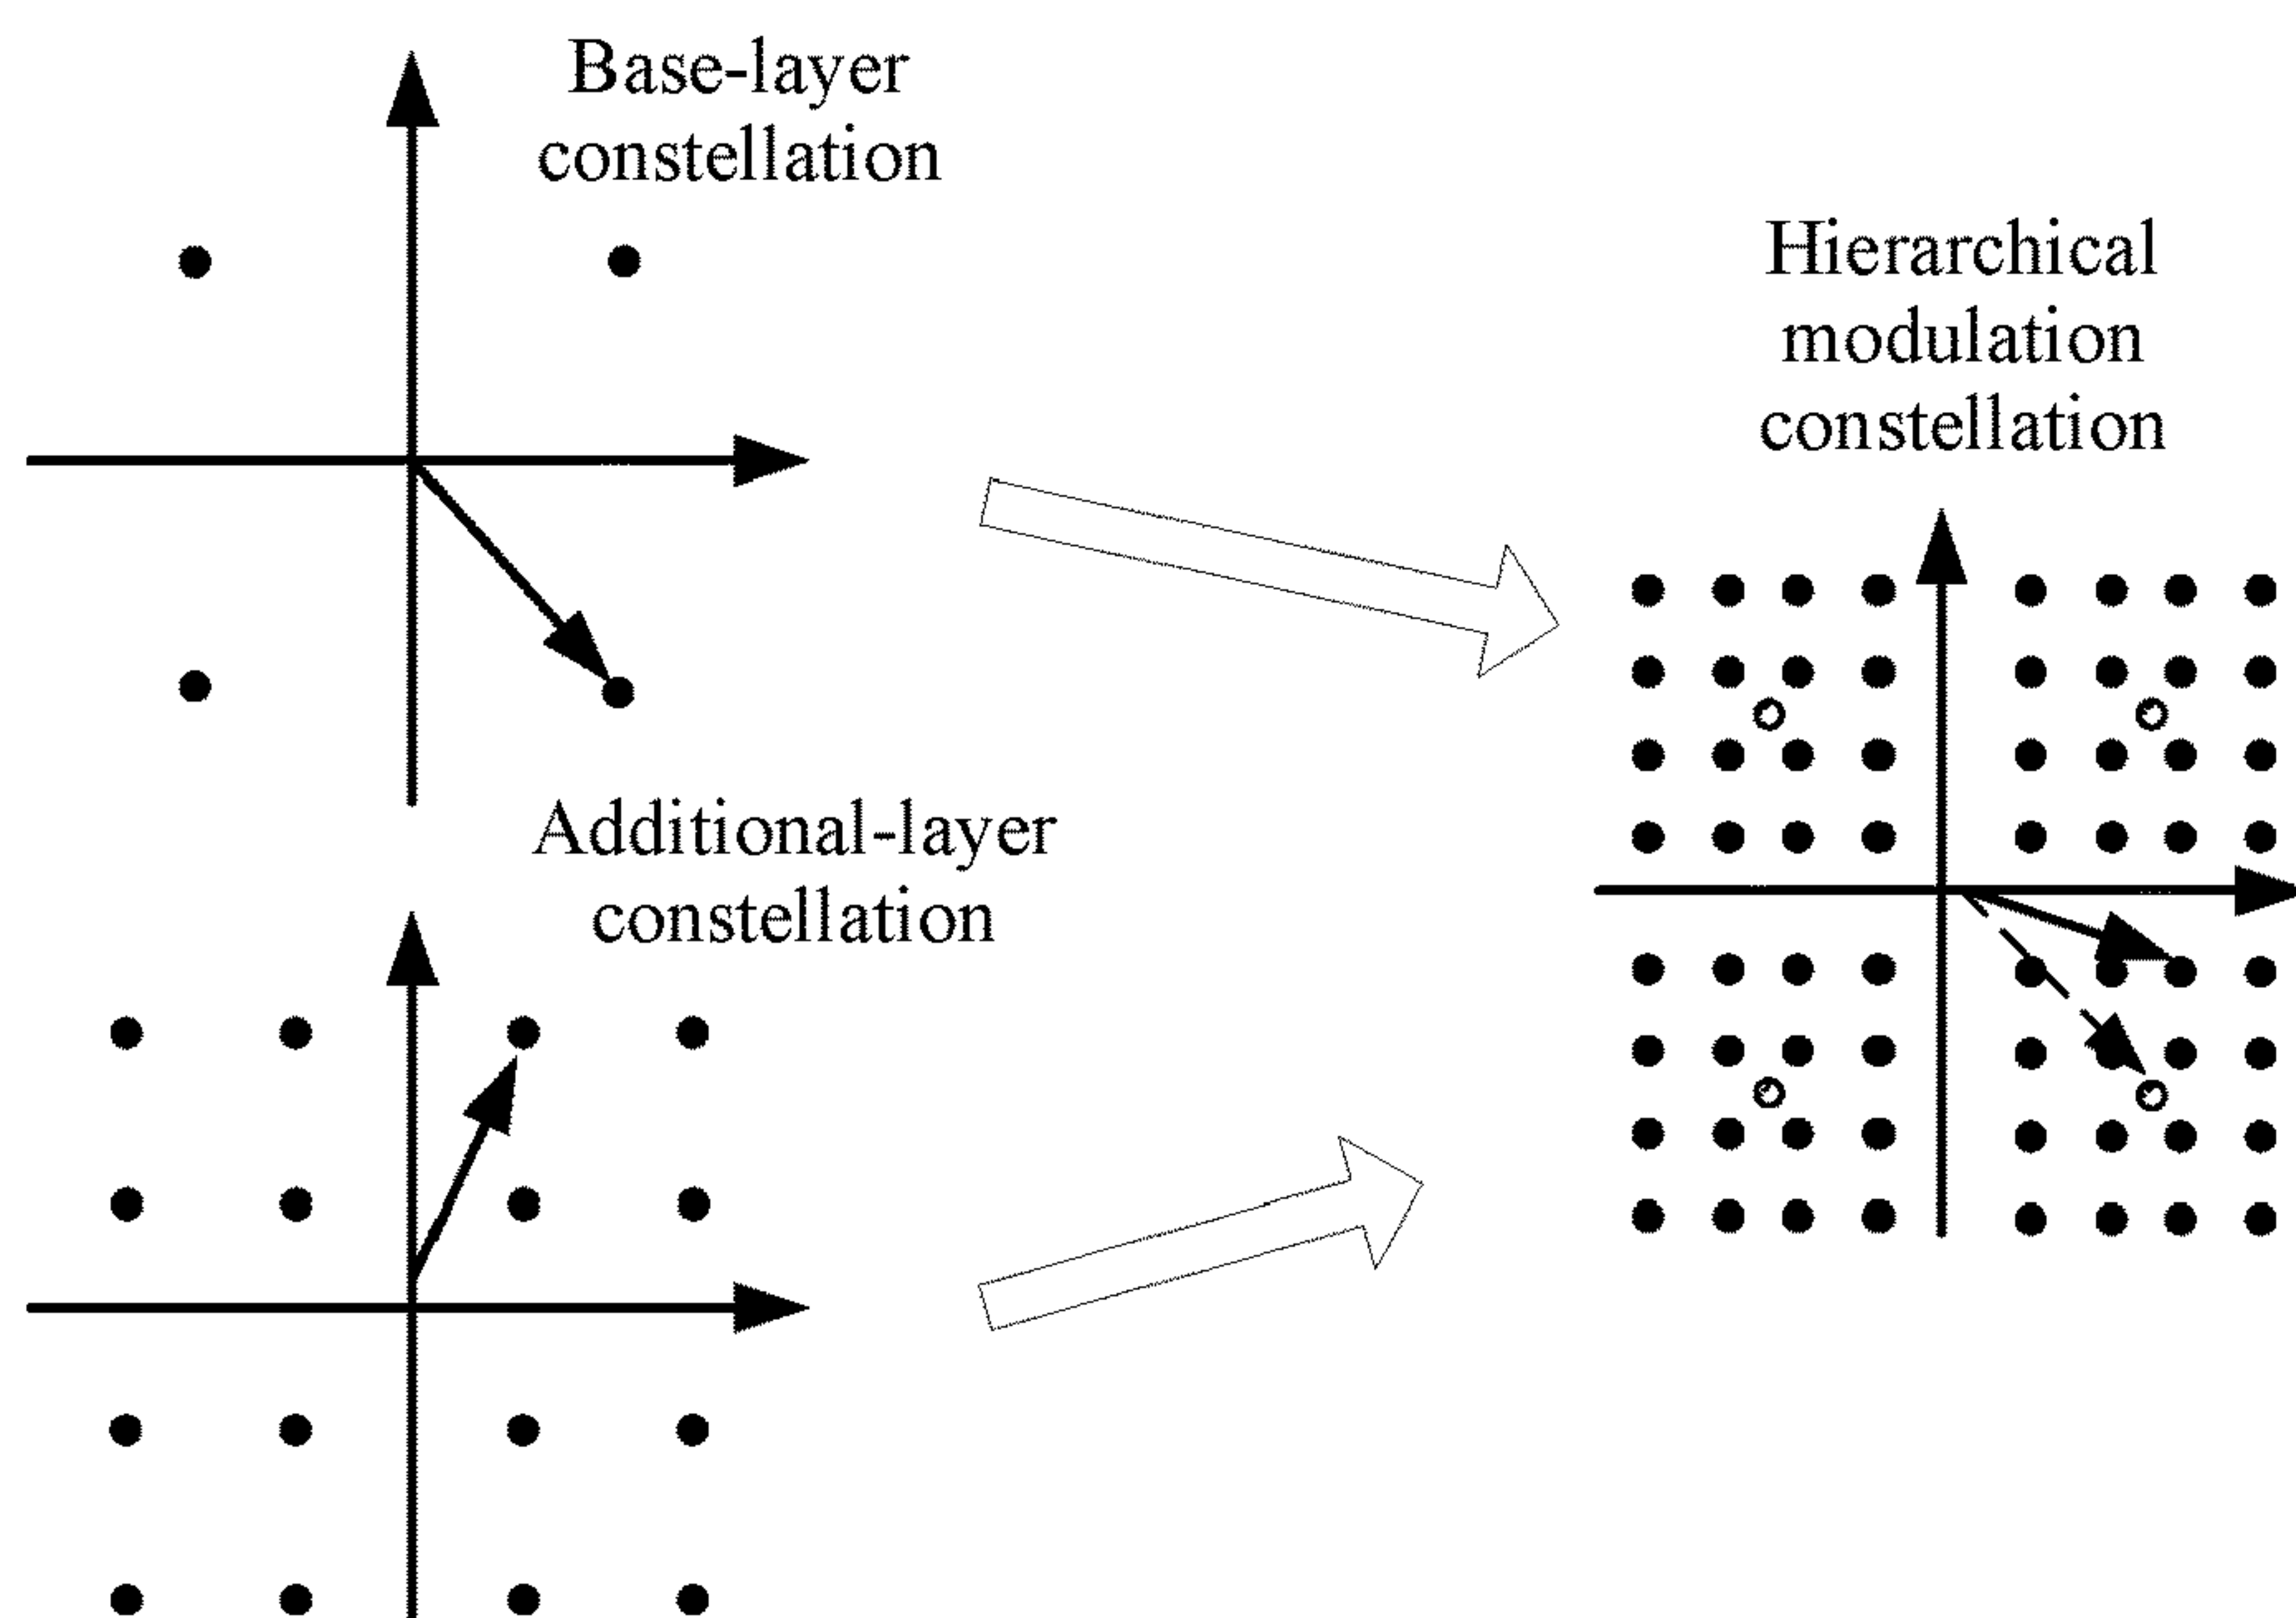 Base-layer
constellation
Hierarchical
modulation
constellation
Additional-layer
constellation